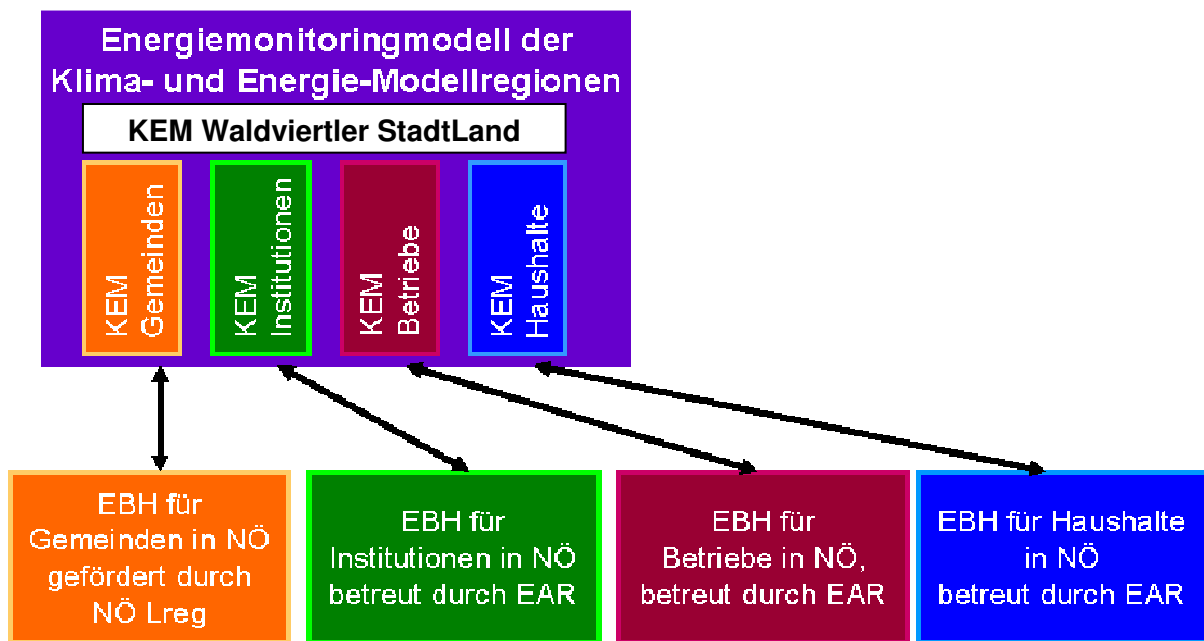 Energiemonitoringmodell der
Klima- und Energie-Modellregionen
KEM Waldviertler StadtLand
KEM
Gemeinden
KEM
Institutionen
KEM
Betriebe
KEM
Haushalte
EBH für
Gemeinden in NÖ
gefördert durch
NÖ Lreg
EBH für
Institutionen in NÖ
betreut durch EAR
EBH für
Betriebe in NÖ,
betreut durch EAR
EBH für Haushalte
in NÖ
betreut durch EAR